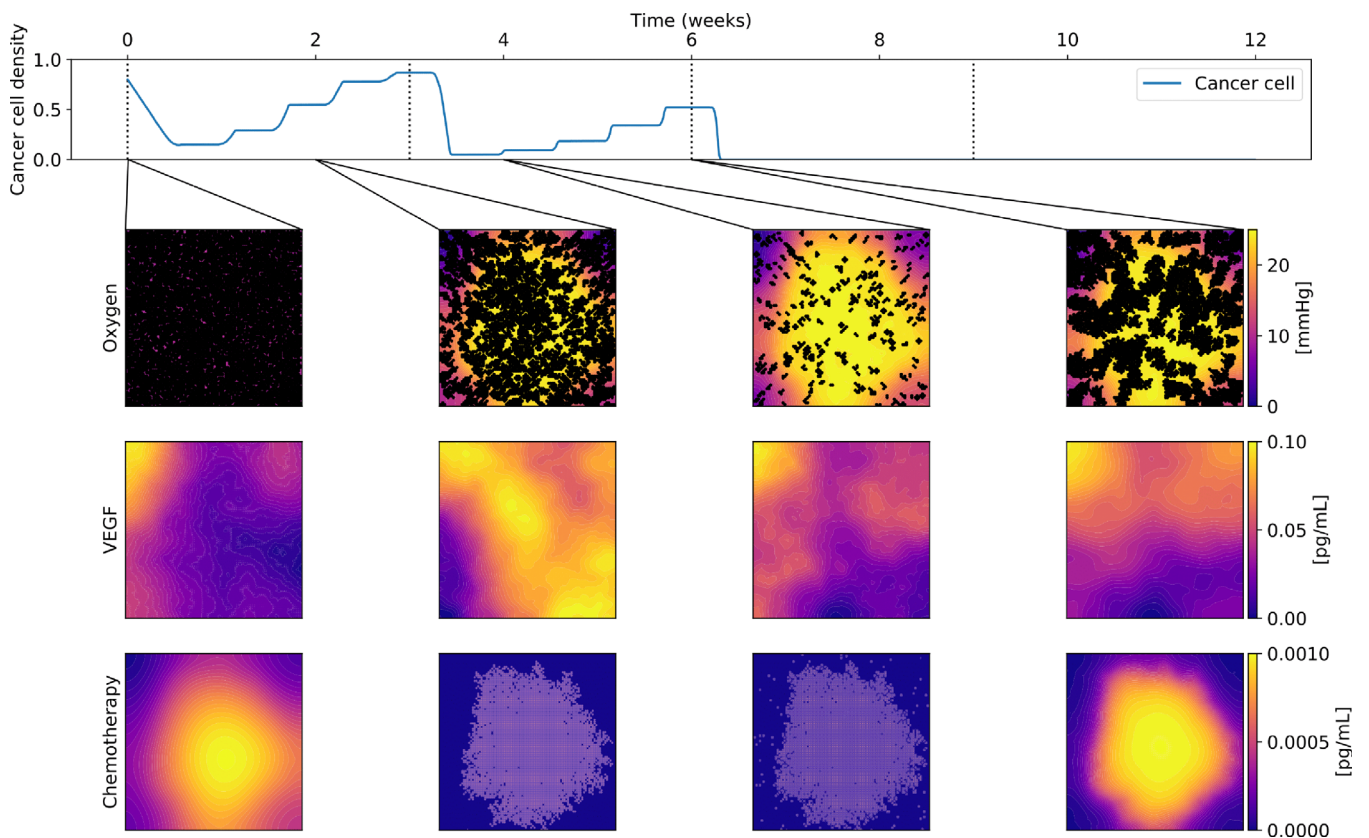 Time (weeks)
0 2 4 6 8 10 12
Cancer cell density
1.0
0.5
0.0
Cancer cell
Oxygen
20
10
0
[mmHg]
VEGF
0.10
0.05
0.00
[pg/mL]
Chemotherapy
0.0010
0.0005
0.0000
[pg/mL]